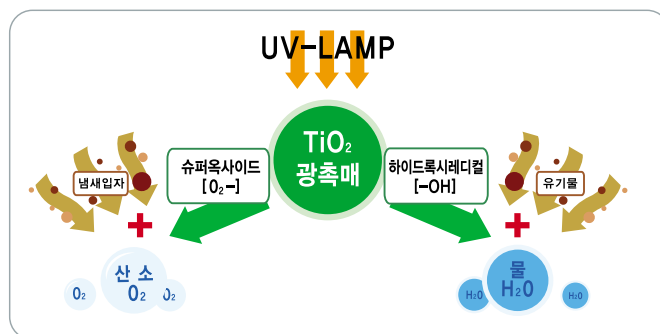 UV-LAMP
TiO₂
광촉매
슈퍼옥사이드
[O₂-]
하이드록시레디컬
[-OH]
냄새입자
유기물
산 소
O₂
O₂
O₂
물
H₂O
H₂O
H₂O